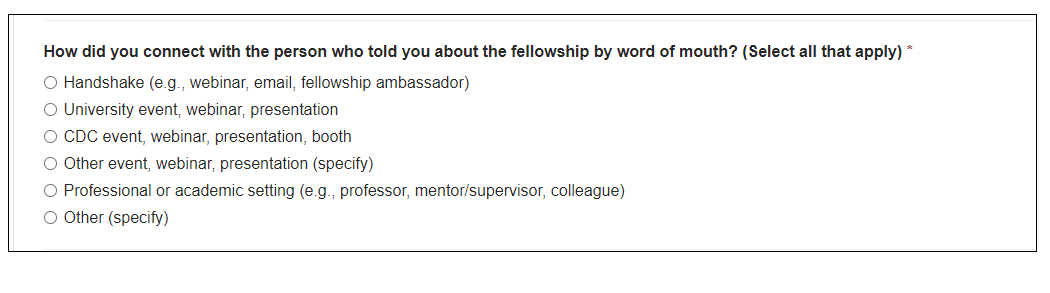 How did you connect with the person who told you about the fellowship by word of mouth? (Select all that apply) *
Handshake (e.g., webinar, email, fellowship ambassador)
University event, webinar, presentation
CDC event, webinar, presentation, booth
Other event, webinar, presentation (specify)
Professional or academic setting (e.g., professor, mentor/supervisor, colleague)
Other (specify)